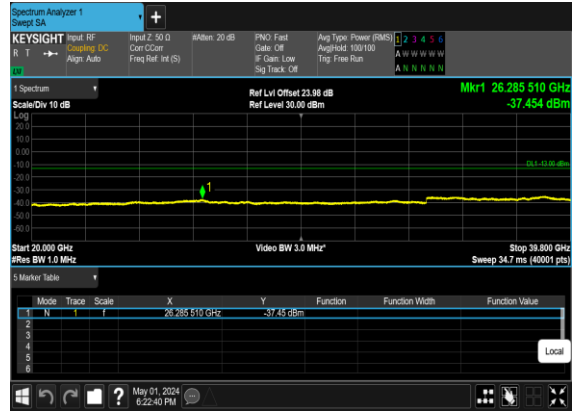 Spectrum Analyzer 1
Swept SA
+
KEYSIGHT Input: RF Input Z: 50 Ω #Atten: 20 dB PNO: Fast Avg Type: Power (RMS) 1 2 3 4 5 6
R T Coupling: DC Corr CCorr Gate: Off Avg|Hold: 100/100 A W W W W W
Align: Auto Freq Ref: Int (S) IF Gain: Low Trig: Free Run
Sig Track: Off A N N N N N
1 Spectrum Ref Lvl Offset 23.98 dB Mkr1 26.285 510 GHz
Scale/Div 10 dB Ref Level 30.00 dBm -37.454 dBm
Log
20.0
10.0
0.00
-10.0 DL1 -13.00 dBm
-20.0
-30.0 1
-40.0
-50.0
-60.0
Start 20.000 GHz Video BW 3.0 MHz* Stop 39.800 GHz
#Res BW 1.0 MHz Sweep 34.7 ms (40001 pts)
5 Marker Table
Mode Trace Scale X Y Function Function Width Function Value
1 N 1 f 26.285 510 GHz -37.45 dBm
2
3
4
5
6
Local
? May 01, 2024
6:22:40 PM